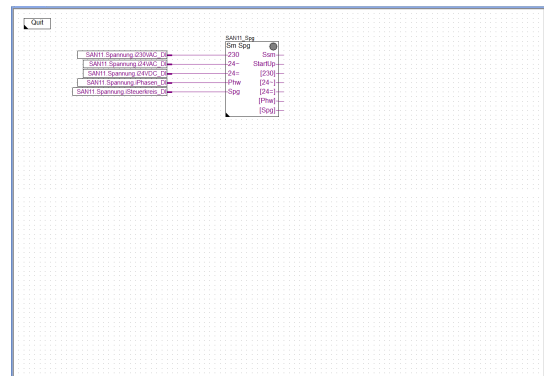 Quit
SAN11_Spg
Sm Spg
SAN11.Spannung.i230VAC_DI 230 Ssm
SAN11.Spannung.i24VAC_DI 24~ StartUp
SAN11.Spannung.i24VDC_DI 24= [230]
SAN11.Spannung.iPhasen_DI Phw [24~]
SAN11.Spannung.iSteuerkreis_DI Spg [24=]
[Phw]
[Spg]